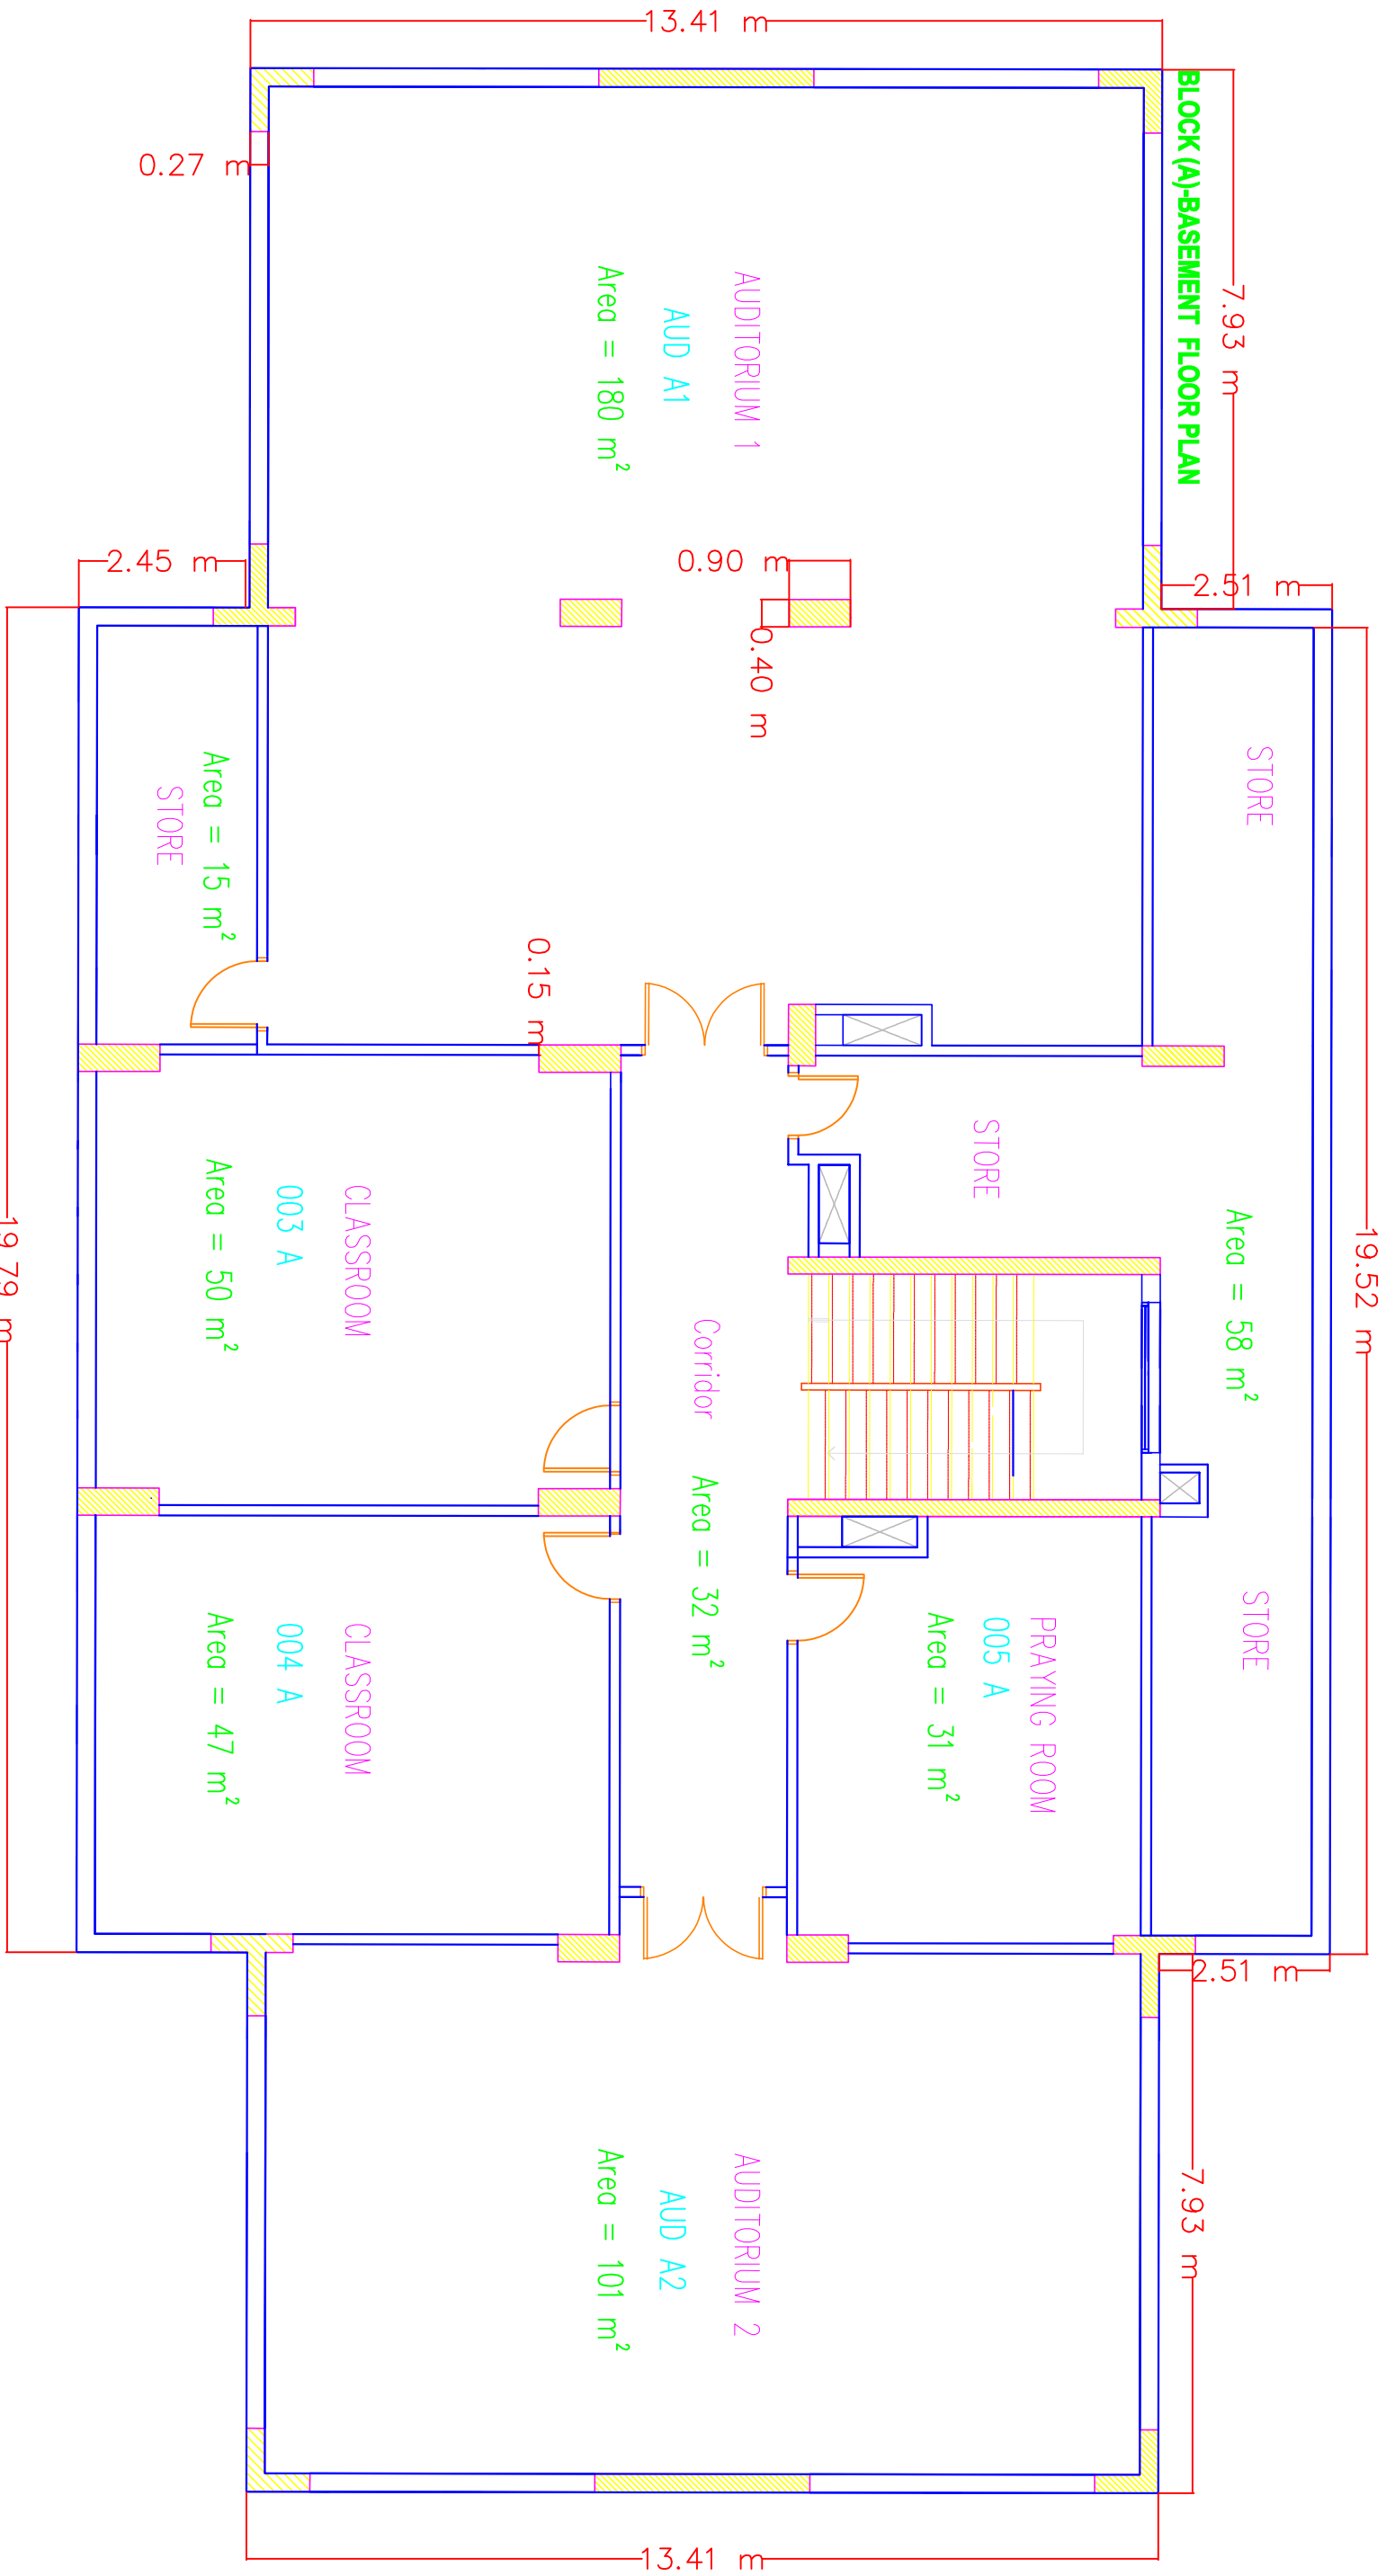 BLOCK (A)-BASEMENT FLOOR PLAN
13.41 m
7.93 m
0.27 m
AUDITORIUM 1
AUD A1
Area = 180 m²
2.45 m
0.90 m
0.40 m
2.51 m
STORE
STORE
Area = 15 m²
0.15 m
STORE
Area = 58 m²
19.52 m
19.79 m
CLASSROOM
003 A
Area = 50 m²
Corridor
Area = 32 m²
STORE
PRAYING ROOM
005 A
Area = 31 m²
CLASSROOM
004 A
Area = 47 m²
2.51 m
7.93 m
AUDITORIUM 2
AUD A2
Area = 101 m²
13.41 m